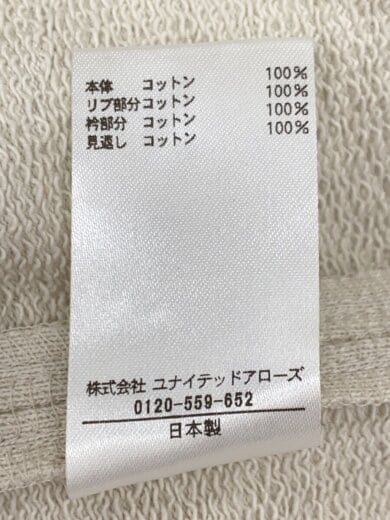 本体 コットン 100%
リブ部分コットン 100%
衿部分 コットン 100%
見返し コットン 100%
株式会社 ユナイテッドアローズ
0120-559-652
日本製